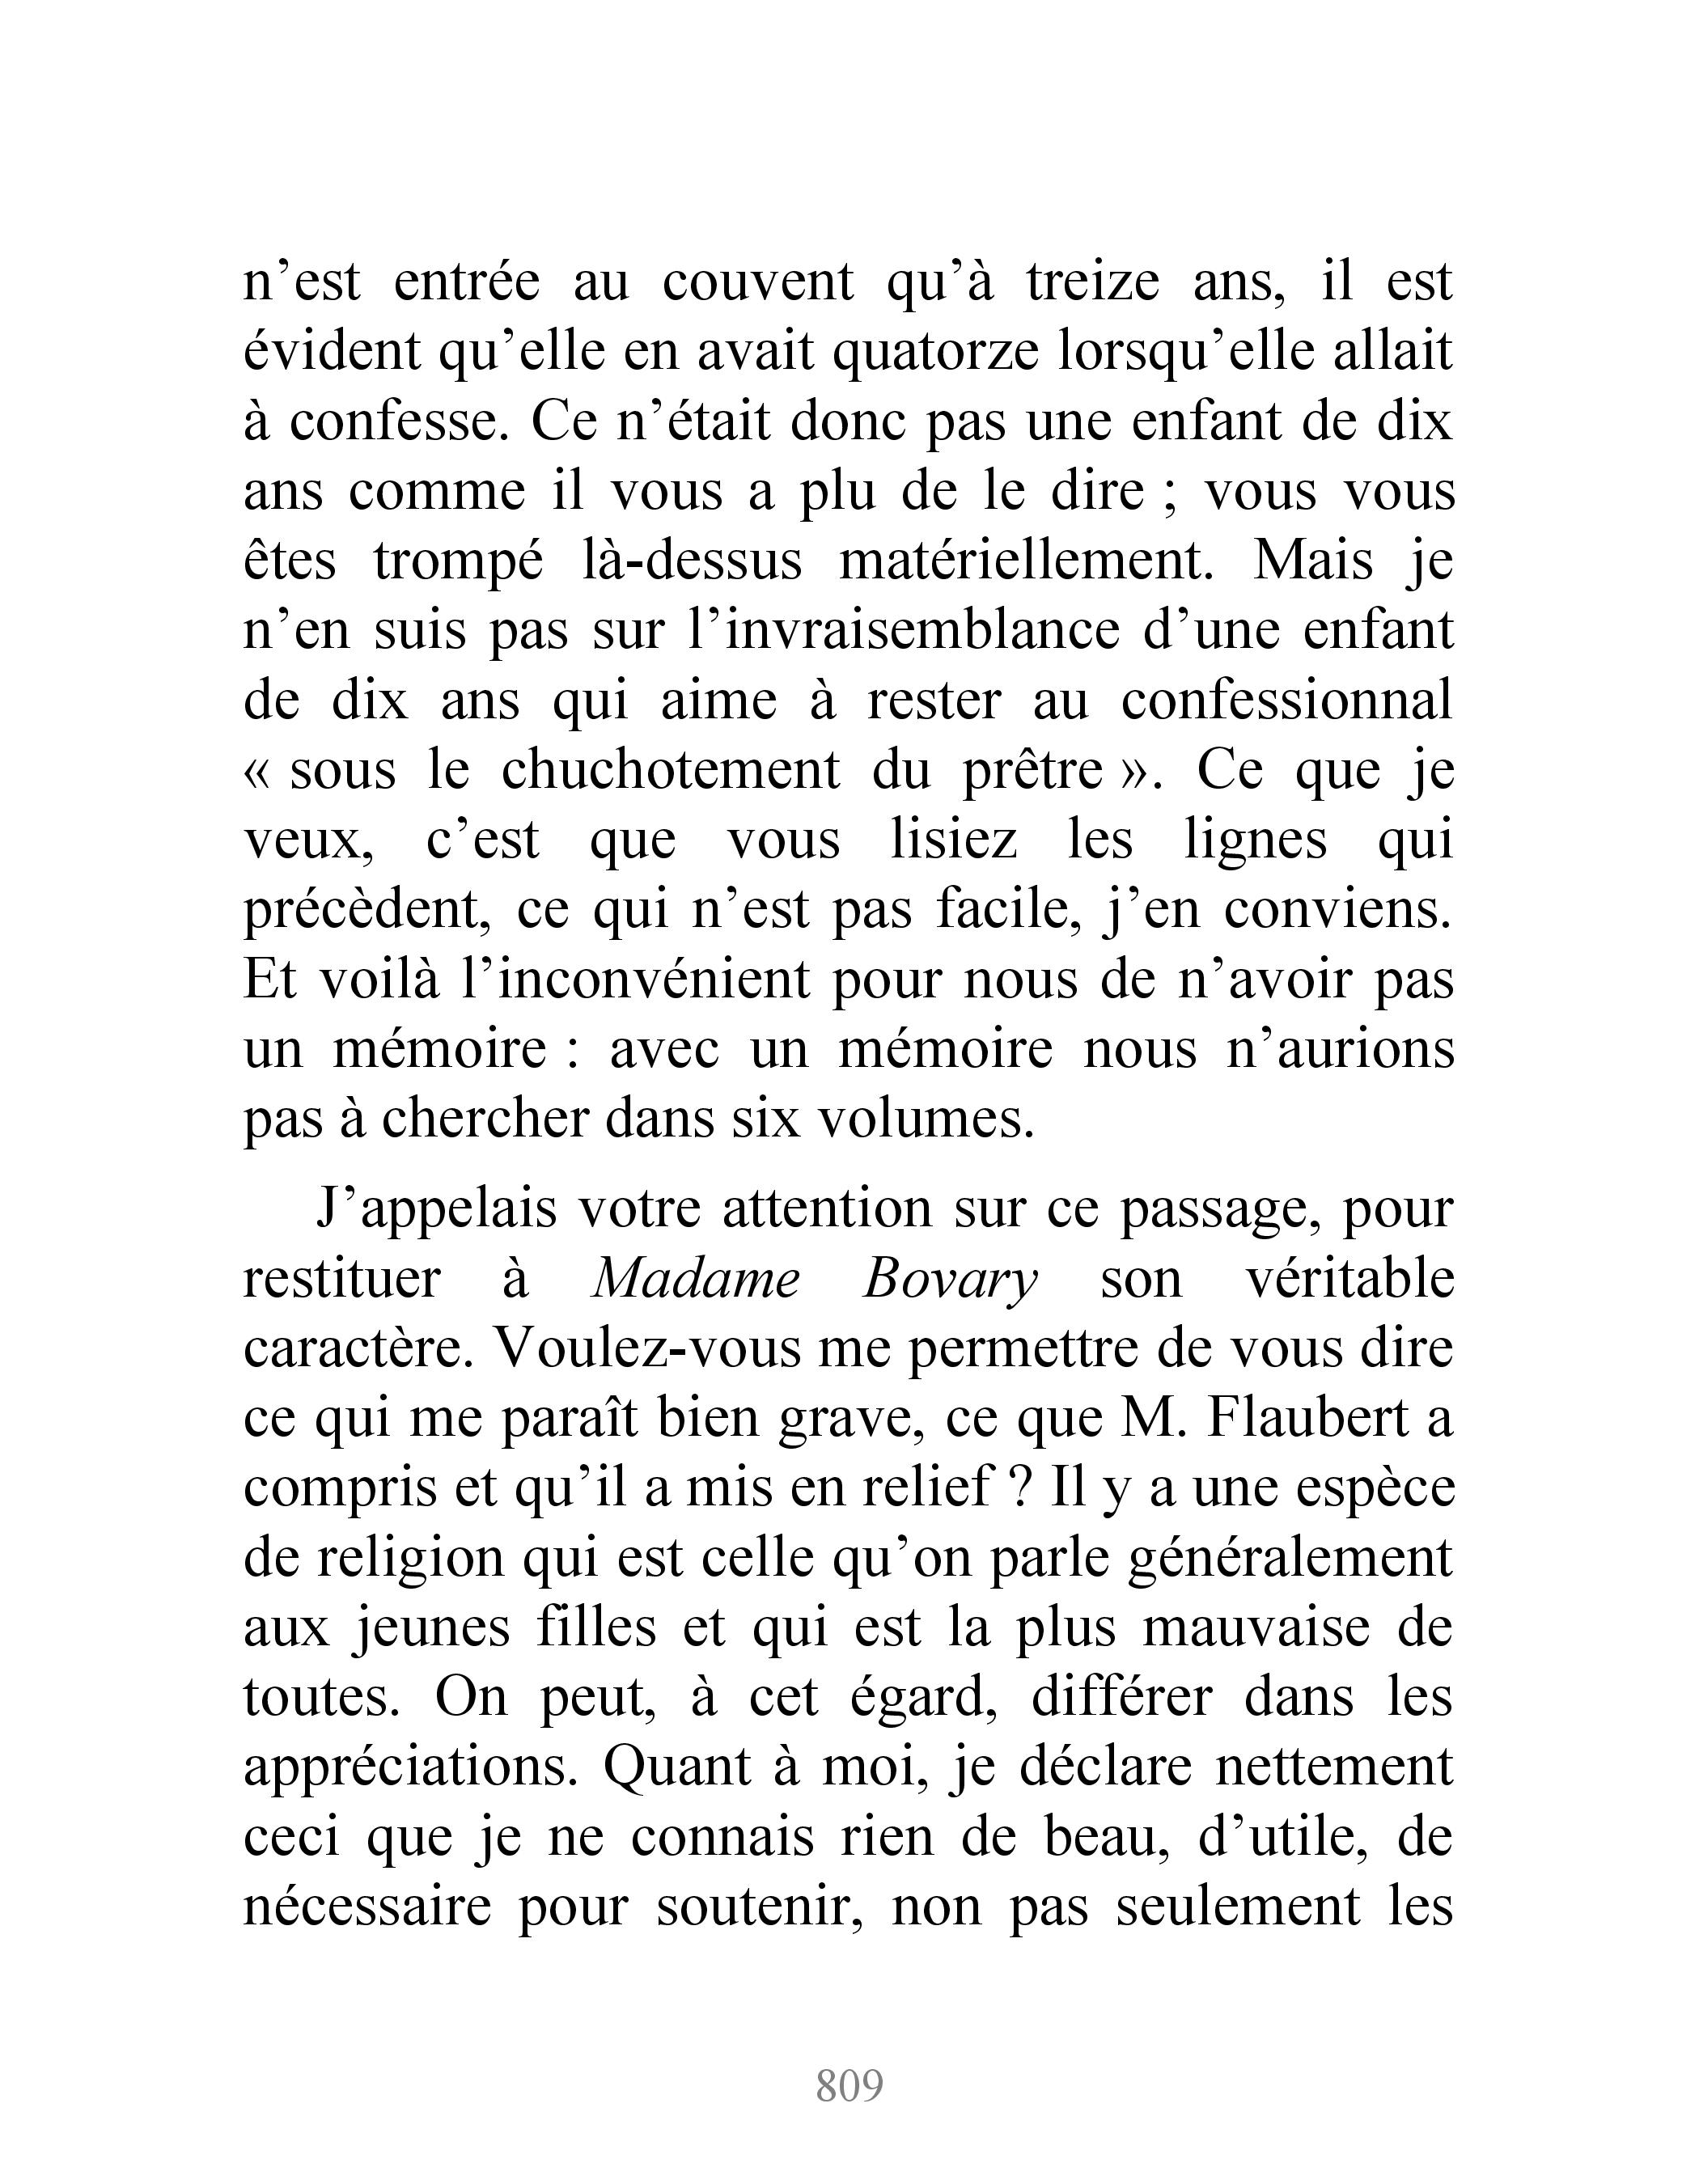 n’est entrée au couvent qu’à treize ans, il est
évident qu’elle en avait quatorze lorsqu’elle allait
à confesse. Ce n’était donc pas une enfant de dix
ans comme il vous a plu de le dire ; vous vous
êtes trompé là-dessus matériellement. Mais je
n’en suis pas sur l’invraisemblance d’une enfant
de dix ans qui aime à rester au confessionnal
« sous le chuchotement du prêtre ». Ce que je
veux, c’est que vous lisiez les lignes qui
précèdent, ce qui n’est pas facile, j’en conviens.
Et voilà l’inconvénient pour nous de n’avoir pas
un mémoire : avec un mémoire nous n’aurions
pas à chercher dans six volumes.
J’appelais votre attention sur ce passage, pour
restituer à Madame Bovary son véritable
caractère. Voulez-vous me permettre de vous dire
ce qui me paraît bien grave, ce que M. Flaubert a
compris et qu’il a mis en relief ? Il y a une espèce
de religion qui est celle qu’on parle généralement
aux jeunes filles et qui est la plus mauvaise de
toutes. On peut, à cet égard, différer dans les
appréciations. Quant à moi, je déclare nettement
ceci que je ne connais rien de beau, d’utile, de
nécessaire pour soutenir, non pas seulement les
809